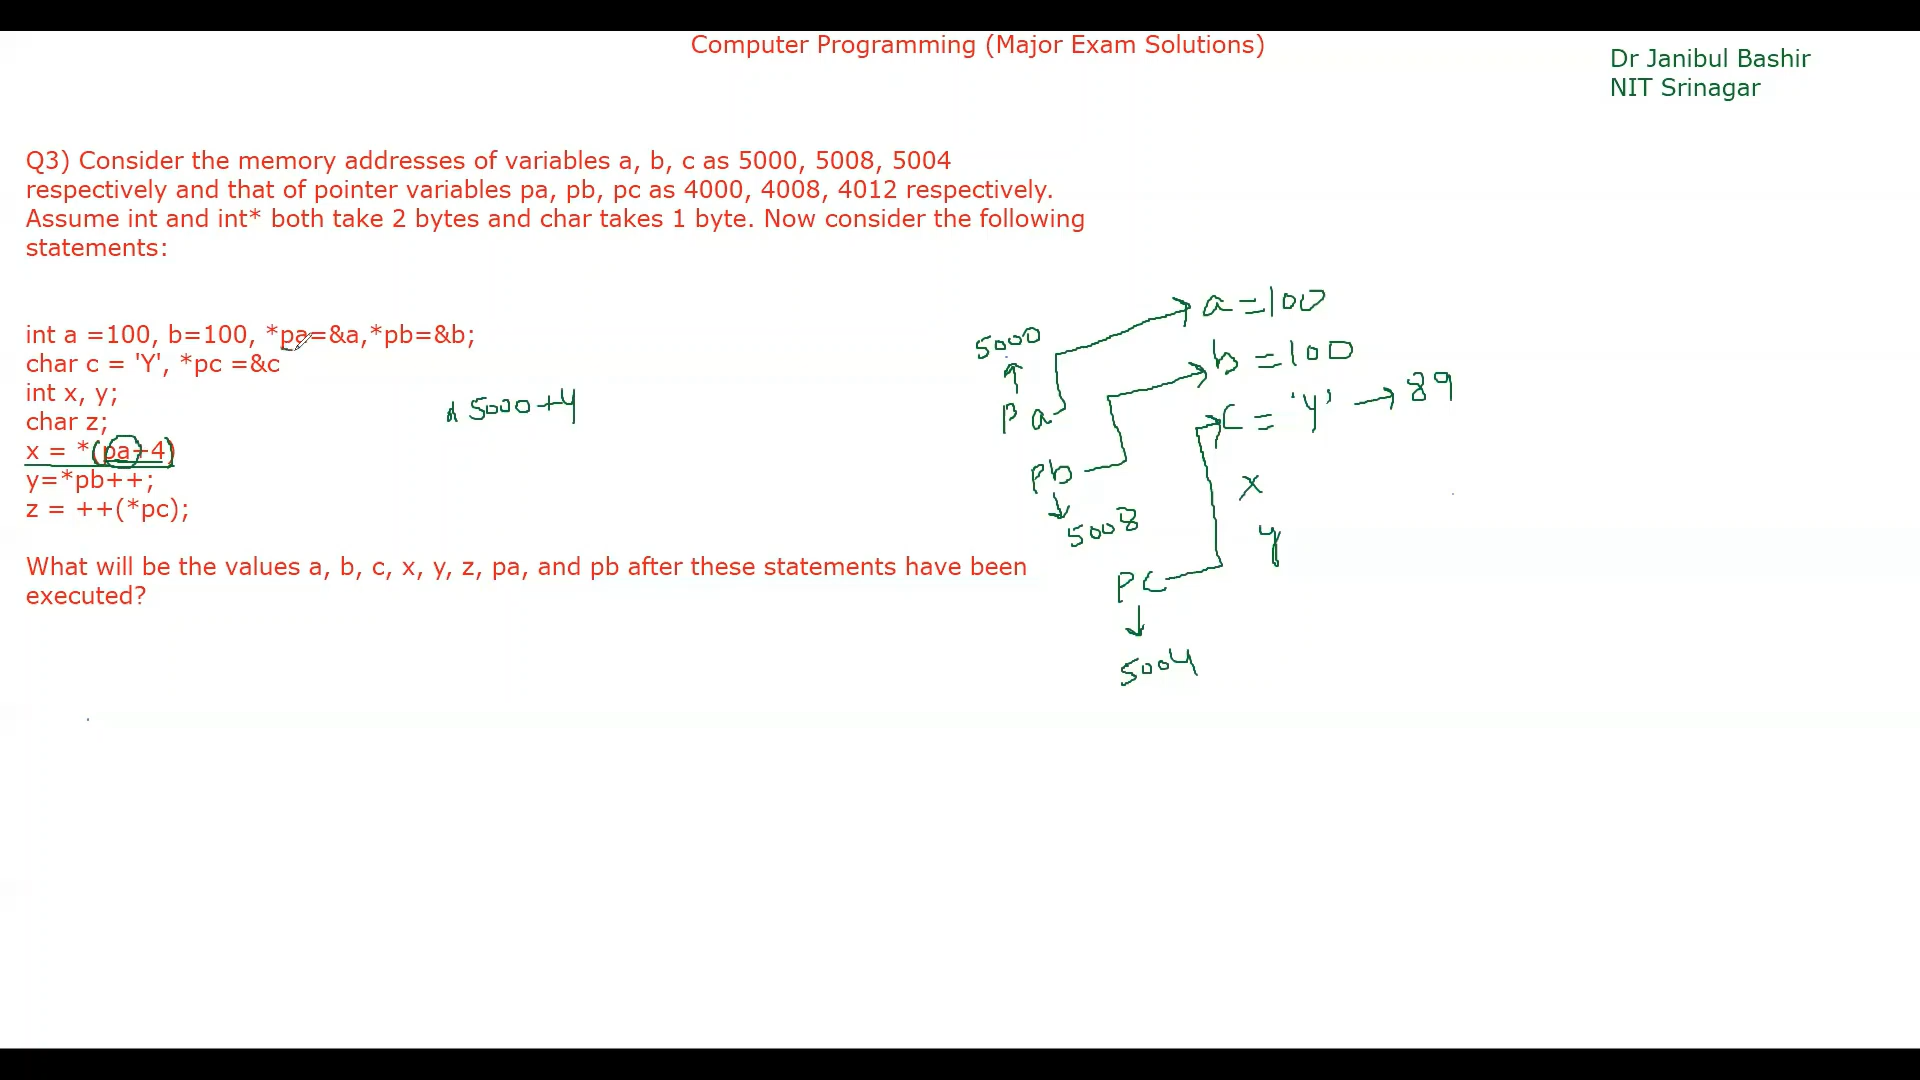 Computer Programming (Major Exam Solutions)
Dr Janibul Bashir
NIT Srinagar
Q3) Consider the memory addresses of variables a, b, c as 5000, 5008, 5004
respectively and that of pointer variables pa, pb, pc as 4000, 4008, 4012 respectively.
Assume int and int* both take 2 bytes and char takes 1 byte. Now consider the following
statements:
int a =100, b=100, *pa=&a,*pb=&b;
char c = 'Y', *pc =&c
int x, y;
char z;
x = *(pa+4)
y=*pb++;
z = ++(*pc);
What will be the values a, b, c, x, y, z, pa, and pb after these statements have been
executed?
5000+4
a=100
5000
b=100
Pa
c='Y' → 89
Pb
x
5008
y
PC
5004